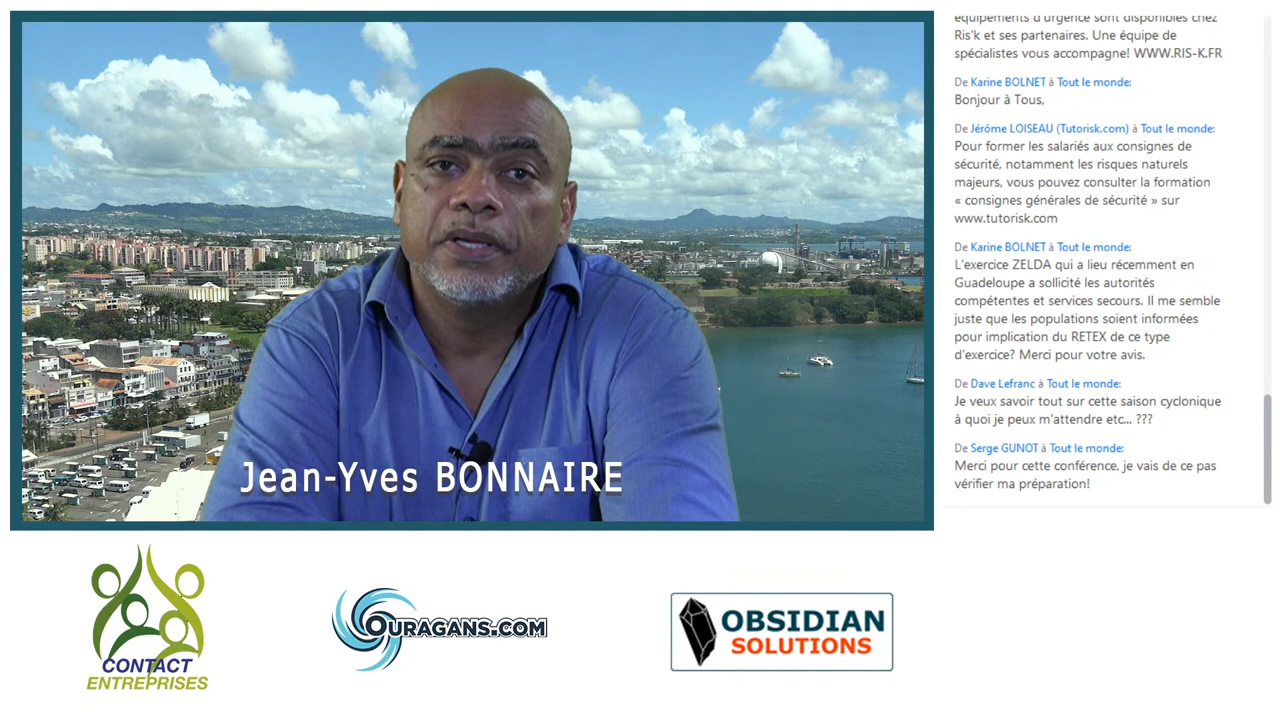 Jean-Yves BONNAIRE
CONTACT
ENTREPRISES
OURAGANS.COM
OBSIDIAN
SOLUTIONS
équipements d'urgence sont disponibles chez
Ris'k et ses partenaires. Une équipe de
spécialistes vous accompagne! WWW.RIS-K.FR
De Karine BOLNET à Tout le monde:
Bonjour à Tous,
De Jérôme LOISEAU (Tutorisk.com) à Tout le monde:
Pour former les salariés aux consignes de
sécurité, notamment les risques naturels
majeurs, vous pouvez consulter la formation
« consignes générales de sécurité » sur
www.tutorisk.com
De Karine BOLNET à Tout le monde:
L'exercice ZELDA qui a lieu récemment en
Guadeloupe a sollicité les autorités
compétentes et services secours. Il me semble
juste que les populations soient informées
pour implication du RETEX de ce type
d'exercice? Merci pour votre avis.
De Dave Lefranc à Tout le monde:
Je veux savoir tout sur cette saison cyclonique
à quoi je peux m'attendre etc... ???
De Serge GUNOT à Tout le monde:
Merci pour cette conférence, je vais de ce pas
vérifier ma préparation!